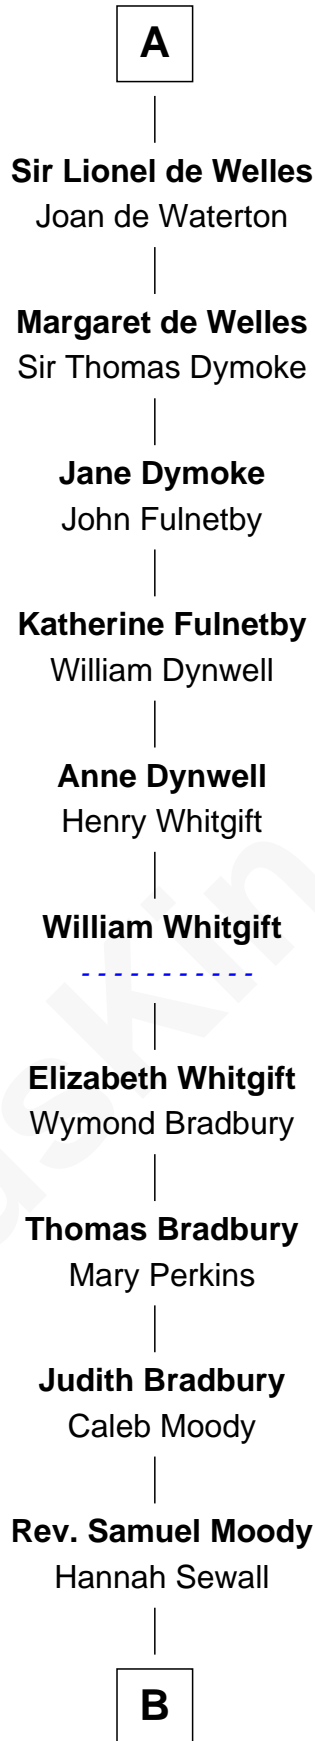 A
Sir Lionel de Welles
Joan de Waterton
Margaret de Welles
Sir Thomas Dymoke
Jane Dymoke
John Fulnetby
Katherine Fulnetby
William Dynwell
Anne Dynwell
Henry Whitgift
William Whitgift
- - - - - - - - - - -
Elizabeth Whitgift
Wymond Bradbury
Thomas Bradbury
Mary Perkins
Judith Bradbury
Caleb Moody
Rev. Samuel Moody
Hannah Sewall
B